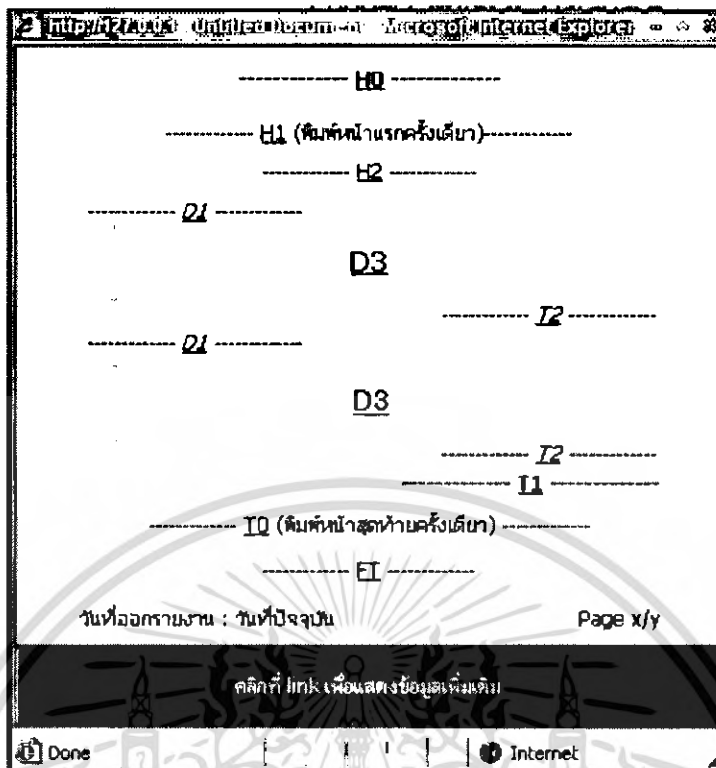 http://127.0.0.1 Untitled Document Microsoft Internet Explorer
------------- H0 -------------
------------ H1 (พิมพ์หน้าแรกครั้งเดียว)------------
------------ H2 ------------
------------ D1 ------------
D3
------------ T2 ------------
------------ D1 ------------
D3
------------ T2 ------------
--------------- T1 ---------------
------------ T0 (พิมพ์หน้าสุดท้ายครั้งเดียว) ------------
------------ FT ------------
วันที่ออกรายงาน : วันที่ปัจจุบัน Page x/y
คลิกที่ link เพื่อแสดงข้อมูลเพิ่มเติม
Done Internet